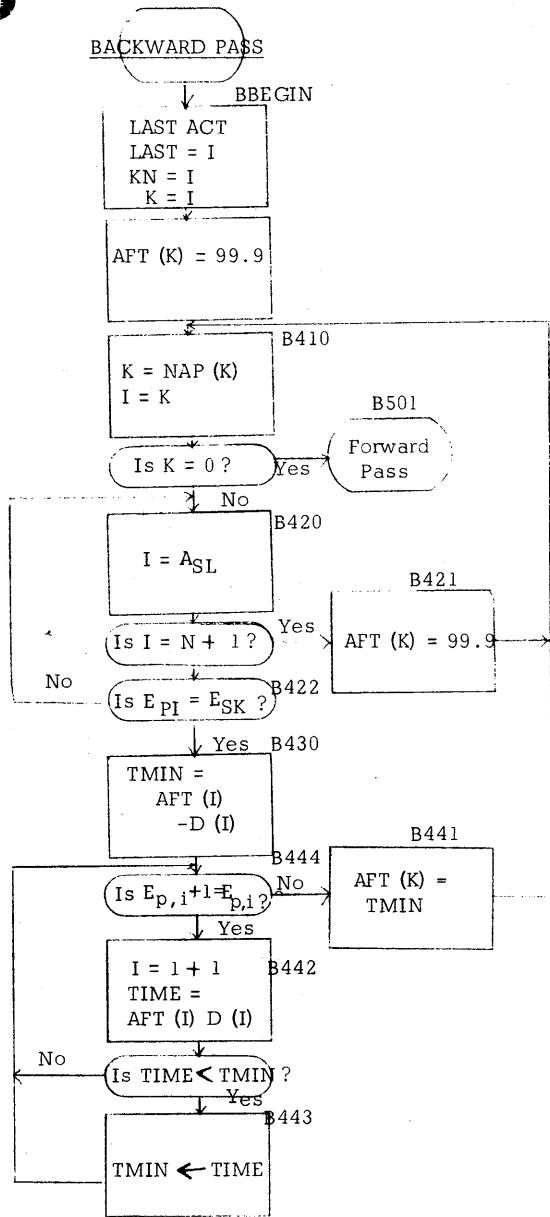 BACKWARD PASS
BBEGIN
LAST ACT
LAST = I
KN = I
K = I
AFT (K) = 99.9
B410
K = NAP (K)
I = K
B501
Forward
Pass
Is K = 0 ?
Yes
No
B420
I = A_SL
B421
Is I = N + 1 ?
Yes
AFT (K) = 99.9
No
B422
Is E_PI = E_SK ?
Yes
B430
TMIN =
AFT (I)
-D (I)
B441
B444
Is E_p,i+1=E_p,i ?
No
AFT (K) =
TMIN
Yes
I = 1 + 1
B442
TIME =
AFT (I) D (I)
No
Is TIME < TMIN ?
Yes
B443
TMIN ← TIME